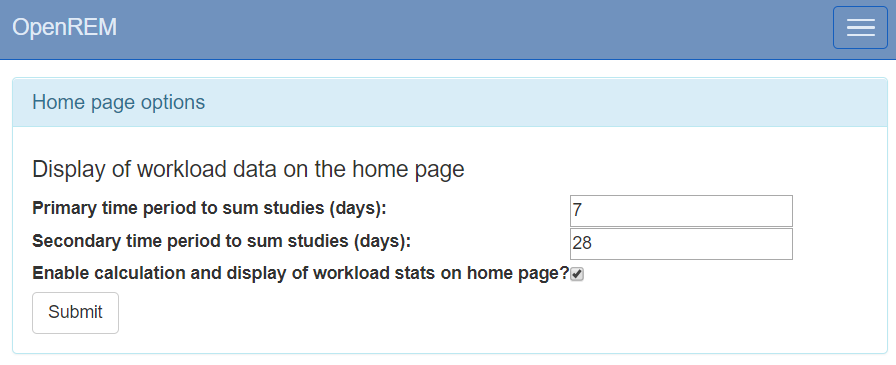 OpenREM
Home page options
Display of workload data on the home page
Primary time period to sum studies (days): 7
Secondary time period to sum studies (days): 28
Enable calculation and display of workload stats on home page?
Submit